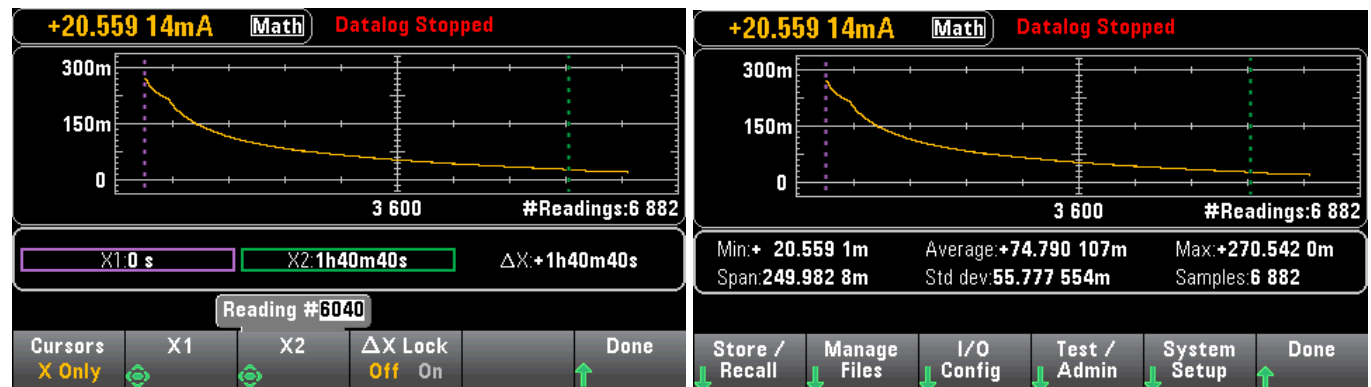 +20.559 14mA Math Datalog Stopped
300m
150m
0
3 600 #Readings:6 882
X1:0 s X2:1h40m40s ΔX:+1h40m40s
Reading #6040
Cursors X1 X2 ΔX Lock Done
X Only Off On
+20.559 14mA Math Datalog Stopped
300m
150m
0
3 600 #Readings:6 882
Min:+ 20.559 1m Average:+74.790 107m Max:+270.542 0m
Span:249.982 8m Std dev:55.777 554m Samples:6 882
Store / Manage I/O Test / System Done
Recall Files Config Admin Setup